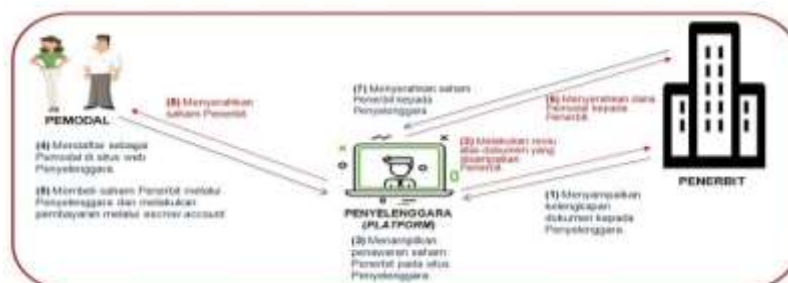 PEMODAL
(4) Mendaftar sebagai
Pemodal di situs web
Penyelenggara
(5) Membeli saham Penerbit melalui
Penyelenggara dan melakukan
pembayaran melalui escrow account
(8) Menyerahkan
saham Penerbit
(7) Menyerahkan saham
Penerbit kepada
Penyelenggara
(6) Menyerahkan dana
Pemodal kepada
Penerbit
(2) Melakukan reviu
atas dokumen yang
disampaikan
Penerbit
PENYELENGGARA
(PLATFORM)
(3) Menampilkan
penawaran saham
Penerbit pada situs
Penyelenggara
PENERBIT
(1) Menyampaikan
kelengkapan
dokumen kepada
Penyelenggara